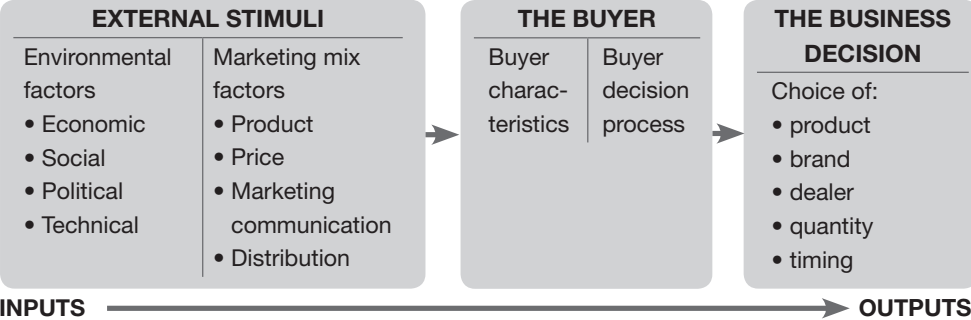 EXTERNAL STIMULI
Environmental
factors
• Economic
• Social
• Political
• Technical
Marketing mix
factors
• Product
• Price
• Marketing
communication
• Distribution
THE BUYER
Buyer
charac-
teristics
Buyer
decision
process
THE BUSINESS
DECISION
Choice of:
• product
• brand
• dealer
• quantity
• timing
INPUTS
OUTPUTS